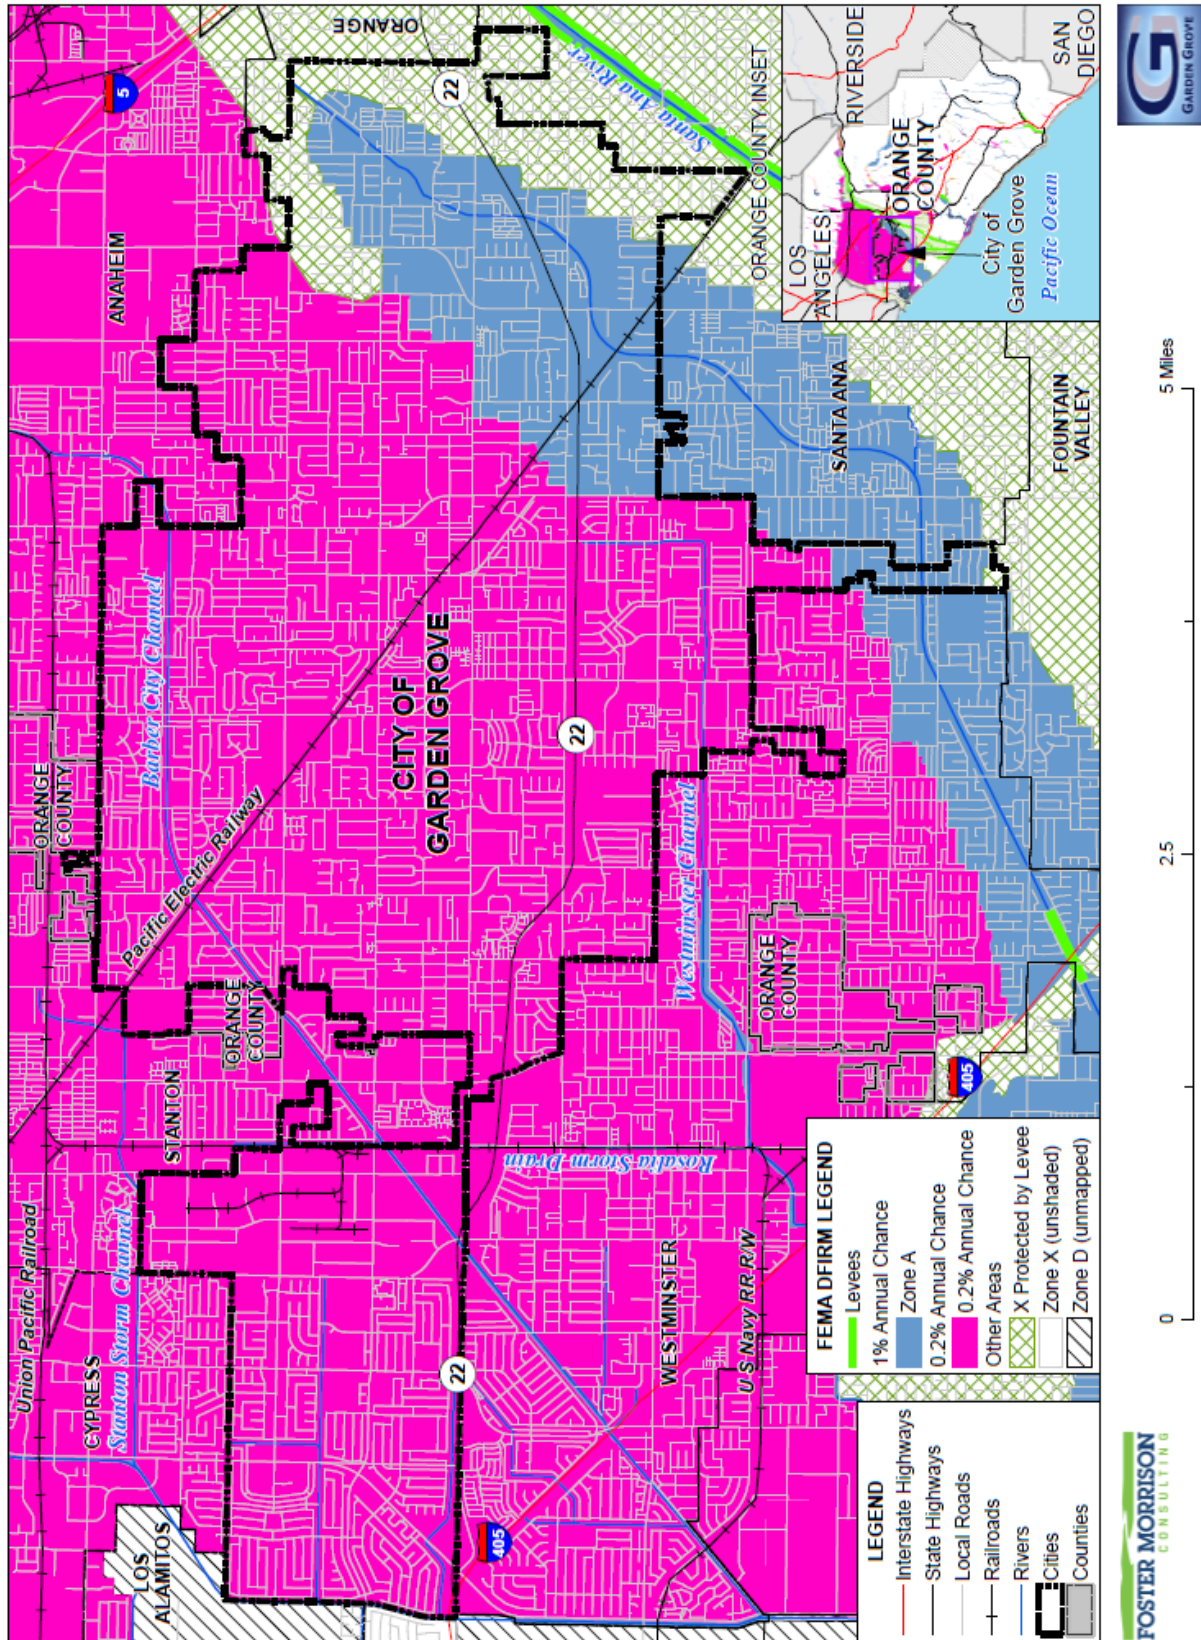 Union Pacific Railroad
CYPRESS
Stanton Storm Channel
LOS
ALAMITOS
STANTON
ORANGE
COUNTY
ORANGE
COUNTY
Pacific Electric Railway
Barber City Channel
ANAHEIM
5
ORANGE
22
Santa Ana River
CITY OF
GARDEN GROVE
22
22
405
Rosalia Storm Drain
WESTMINSTER
US Navy RR R/W
Westminster Channel
ORANGE
COUNTY
405
SANTA ANA
FOUNTAIN
VALLEY
ORANGE COUNTY INSET
LOS
ANGELES
RIVERSIDE
ORANGE
COUNTY
SAN
DIEGO
City of
Garden Grove
Pacific Ocean
LEGEND
Interstate Highways
State Highways
Local Roads
Railroads
Rivers
Cities
Counties
FEMA DFIRM LEGEND
Levees
1% Annual Chance
Zone A
0.2% Annual Chance
0.2% Annual Chance
Other Areas
X Protected by Levee
Zone X (unshaded)
Zone D (unmapped)
FOSTER MORRISON
CONSULTING
0
2.5
5 Miles
G
GARDEN GROVE